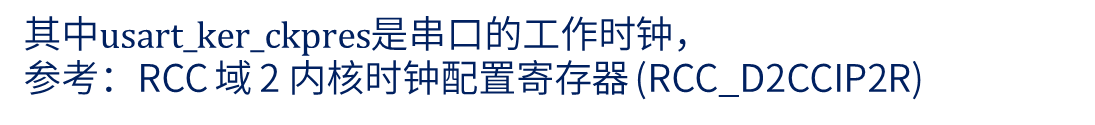 其中usart_ker_ckpres是串口的工作时钟，
参考：RCC 域 2 内核时钟配置寄存器 (RCC_D2CCIP2R)